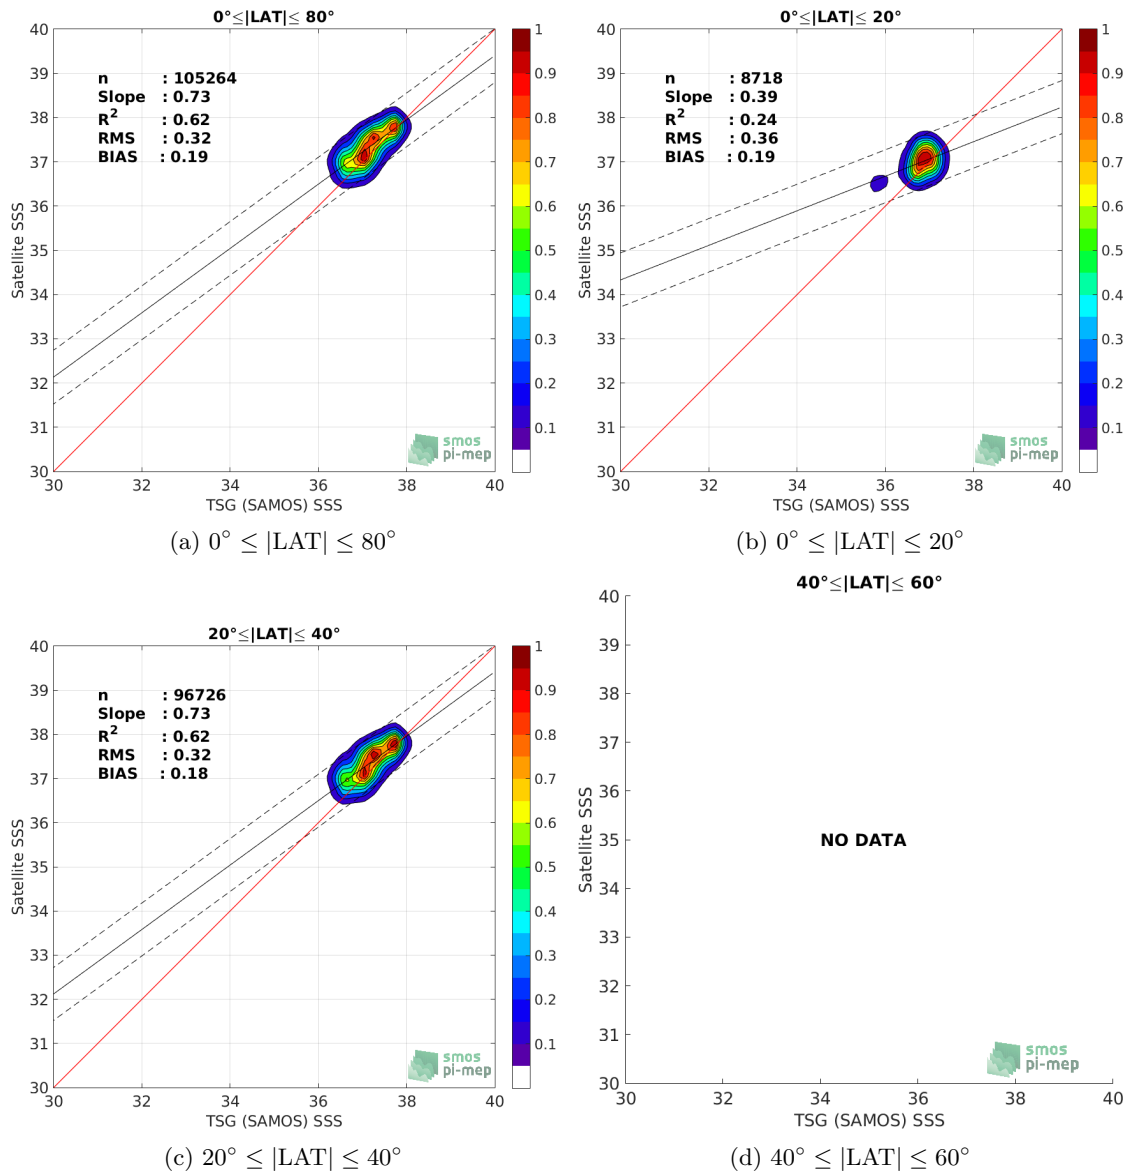 0°≤|LAT|≤ 80°
40
39
38
37
36
35
34
33
32
31
30
Satellite SSS
n : 105264
Slope : 0.73
R² : 0.62
RMS : 0.32
BIAS : 0.19
smos
pi-mep
30 32 34 36 38 40
TSG (SAMOS) SSS
1
0.9
0.8
0.7
0.6
0.5
0.4
0.3
0.2
0.1
(a) 0° ≤ |LAT| ≤ 80°
0°≤|LAT|≤ 20°
40
39
38
37
36
35
34
33
32
31
30
Satellite SSS
n : 8718
Slope : 0.39
R² : 0.24
RMS : 0.36
BIAS : 0.19
smos
pi-mep
30 32 34 36 38 40
TSG (SAMOS) SSS
1
0.9
0.8
0.7
0.6
0.5
0.4
0.3
0.2
0.1
(b) 0° ≤ |LAT| ≤ 20°
20°≤|LAT|≤ 40°
40
39
38
37
36
35
34
33
32
31
30
Satellite SSS
n : 96726
Slope : 0.73
R² : 0.62
RMS : 0.32
BIAS : 0.18
smos
pi-mep
30 32 34 36 38 40
TSG (SAMOS) SSS
1
0.9
0.8
0.7
0.6
0.5
0.4
0.3
0.2
0.1
(c) 20° ≤ |LAT| ≤ 40°
40°≤|LAT|≤ 60°
40
39
38
37
36
35
34
33
32
31
30
Satellite SSS
NO DATA
smos
pi-mep
30 32 34 36 38 40
TSG (SAMOS) SSS
(d) 40° ≤ |LAT| ≤ 60°